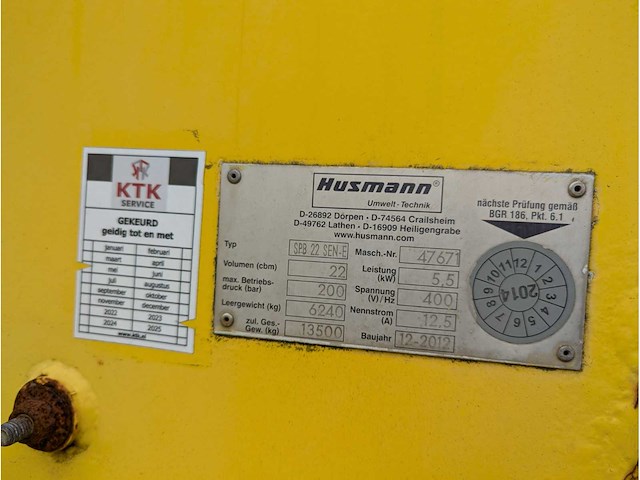 KTK
SERVICE
GEKEURD
geidig tot en met
januari februari
maart april
mei juni
juli augustus
september oktober
november december
2022 2023
2024 2025
www.ktk.nl
Husmann®
Umwelt-Technik
D-26892 Dörpen · D-74564 Crailsheim
D-49762 Lathen · D-16909 Heiligengrabe
www.husmann.com
Typ SPB 22 SEN-E Masch.-Nr. 47671
Volumen (cbm) 22 Leistung (kW) 5,5
max. Betriebs-
druck (bar) 200 Spannung (V)/ Hz 400
Leergewicht (kg) 6240 Nennstrom (A) 12.5
zul. Ges.-
Gew. (kg) 13500 Baujahr 12-2012
nächste Prüfung gemäß
BGR 186, Pkt. 6.1
2014
1 2 3 4 5 6 7 8 9 10 11 12